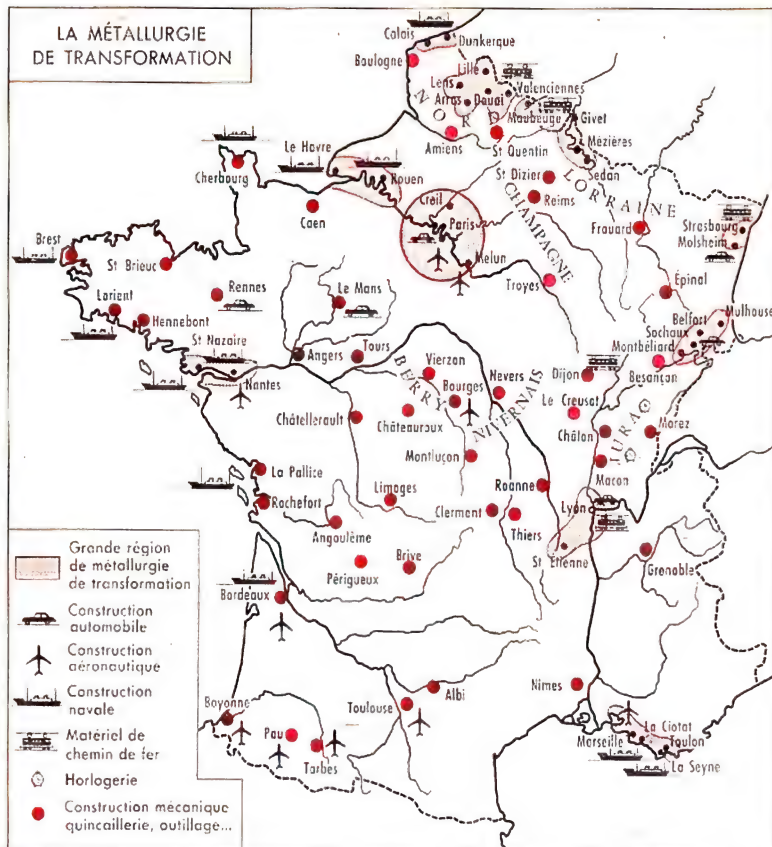 LA MÉTALLURGIE
DE TRANSFORMATION
Calais
Dunkerque
Boulogne
Lille
Lens
Valenciennes
Arras
Douai
NORD
Maubeuge
Givet
Amiens
St Quentin
Mézières
Sedan
Cherbourg
Le Havre
Rouen
St Dizier
LORRAINE
Reims
Caen
Creil
Paris
CHAMPAGNE
Frouard
Strasbourg
Molsheim
Melun
Brest
St Brieuc
Rennes
Le Mans
Troyes
Épinal
Lorient
Hennebont
Mulhouse
Belfort
Sochaux
Montbéliard
St Nazaire
Angers
Tours
Vierzon
Nantes
BERRY
Bourges
Nevers
Dijon
Besançon
Le Creusot
NIVERNAIS
Châtellerault
Châteauroux
Châlon
JURA
Morez
Montluçon
Macon
La Pallice
Rochefort
Limoges
Roanne
Lyon
Clermont
Thiers
Angoulême
St Etienne
Grenoble
Périgueux
Brive
Bordeaux
Albi
Nimes
Toulouse
Bayonne
Pau
Tarbes
La Ciotat
Marseille
Toulon
La Seyne
Grande région
de métallurgie
de transformation
Construction
automobile
Construction
aéronautique
Construction
navale
Matériel de
chemin de fer
Horlogerie
Construction mécanique
quincaillerie, outillage...